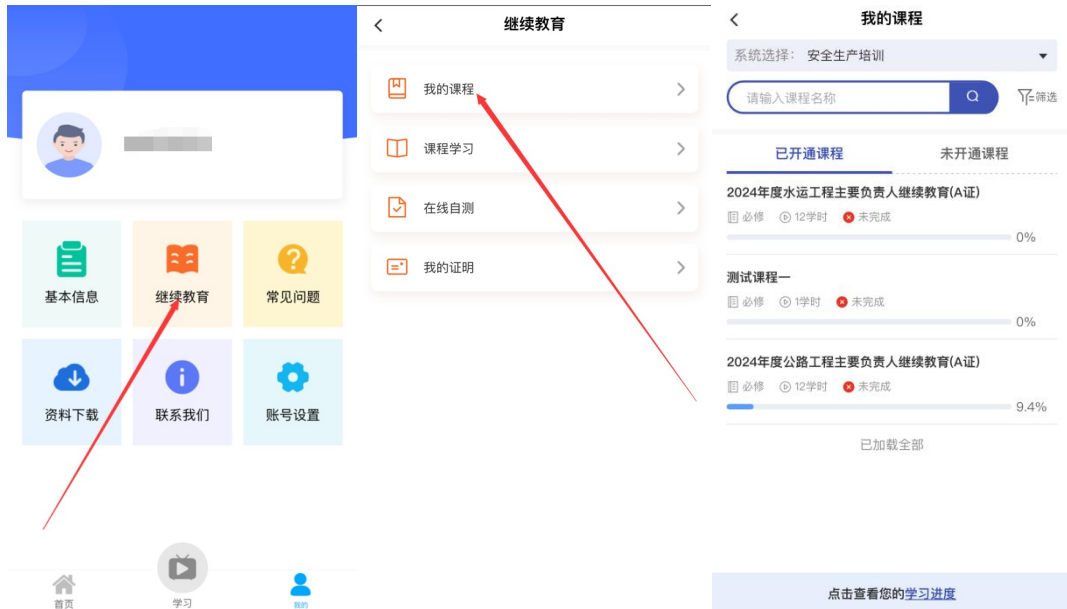 基本信息
继续教育
常见问题
资料下载
联系我们
账号设置
首页
学习
我的
继续教育
我的课程
课程学习
在线自测
我的证明
我的课程
系统选择： 安全生产培训
请输入课程名称
筛选
已开通课程 未开通课程
2024年度水运工程主要负责人继续教育(A证)
必修 12学时 未完成
0%
测试课程一
必修 1学时 未完成
0%
2024年度公路工程主要负责人继续教育(A证)
必修 12学时 未完成
9.4%
已加载全部
点击查看您的学习进度